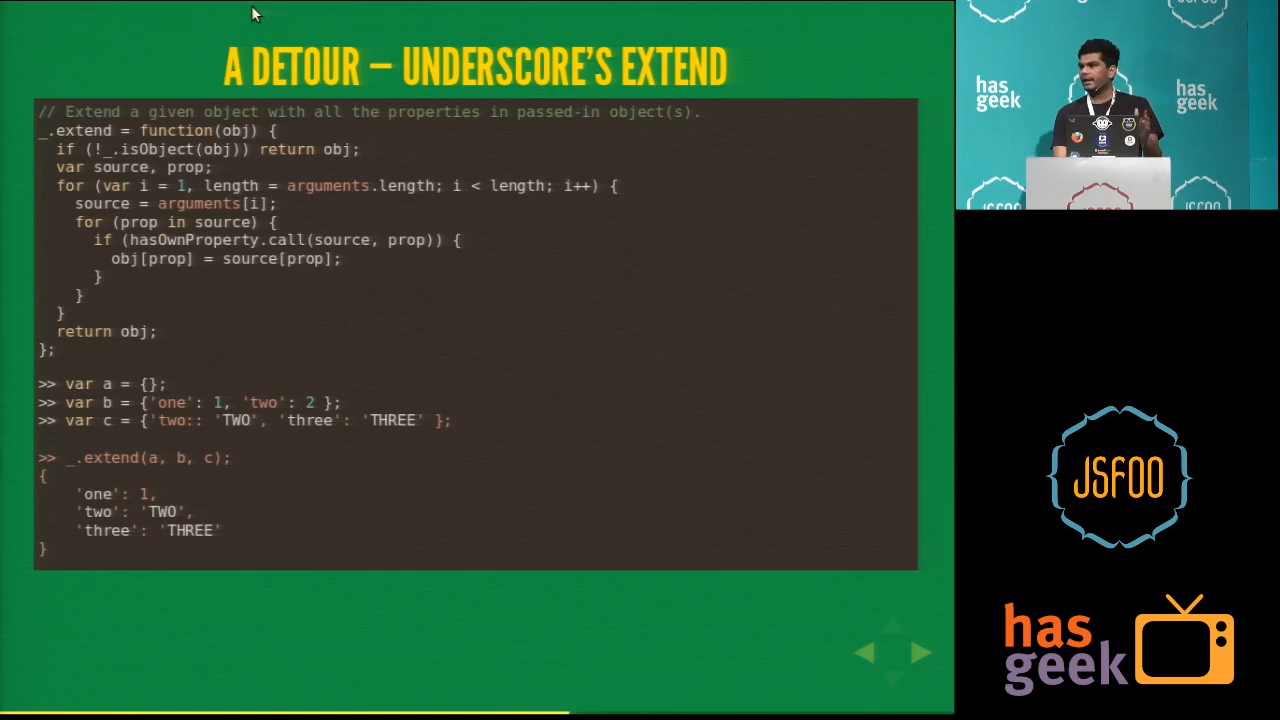 A DETOUR – UNDERSCORE'S EXTEND
// Extend a given object with all the properties in passed-in object(s).
_.extend = function(obj) {
  if (!_.isObject(obj)) return obj;
  var source, prop;
  for (var i = 1, length = arguments.length; i < length; i++) {
    source = arguments[i];
    for (prop in source) {
      if (hasOwnProperty.call(source, prop)) {
        obj[prop] = source[prop];
      }
    }
  }
  return obj;
};
>> var a = {};
>> var b = {'one': 1, 'two': 2 };
>> var c = {'two:: 'TWO', 'three': 'THREE' };
>> _.extend(a, b, c);
{
    'one': 1,
    'two': 'TWO',
    'three': 'THREE'
}
has
geek
has
geek
JSFOO
has
geek